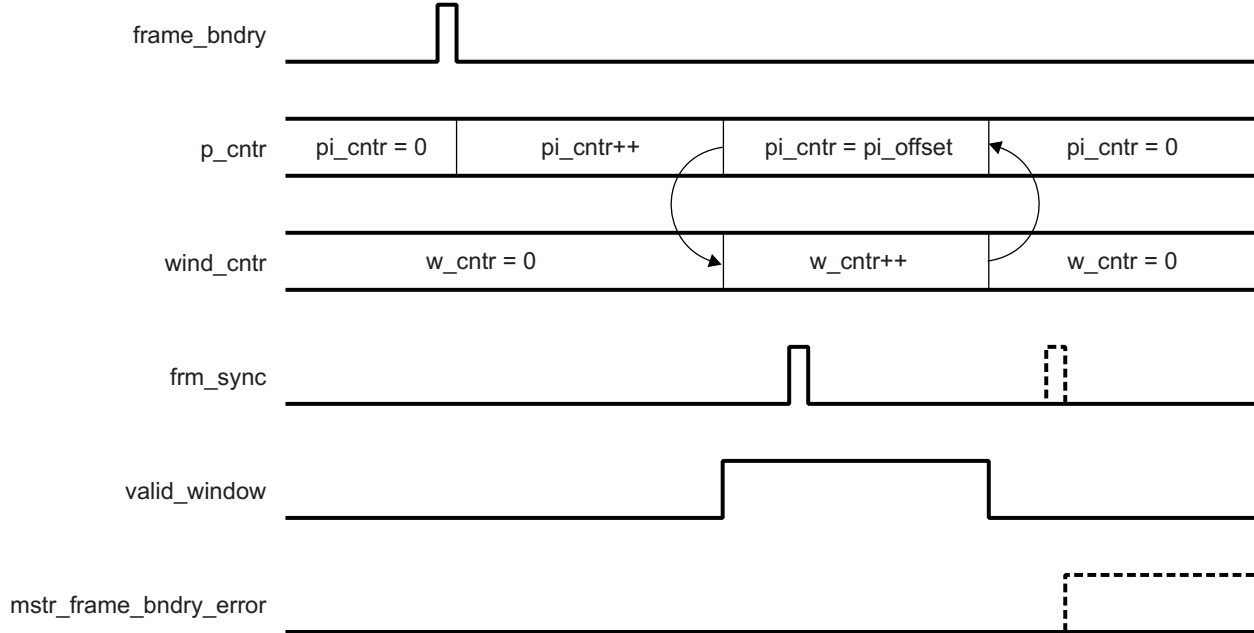 frame_bndry
p_cntr
pi_cntr = 0
pi_cntr++
pi_cntr = pi_offset
pi_cntr = 0
wind_cntr
w_cntr = 0
w_cntr++
w_cntr = 0
frm_sync
valid_window
mstr_frame_bndry_error